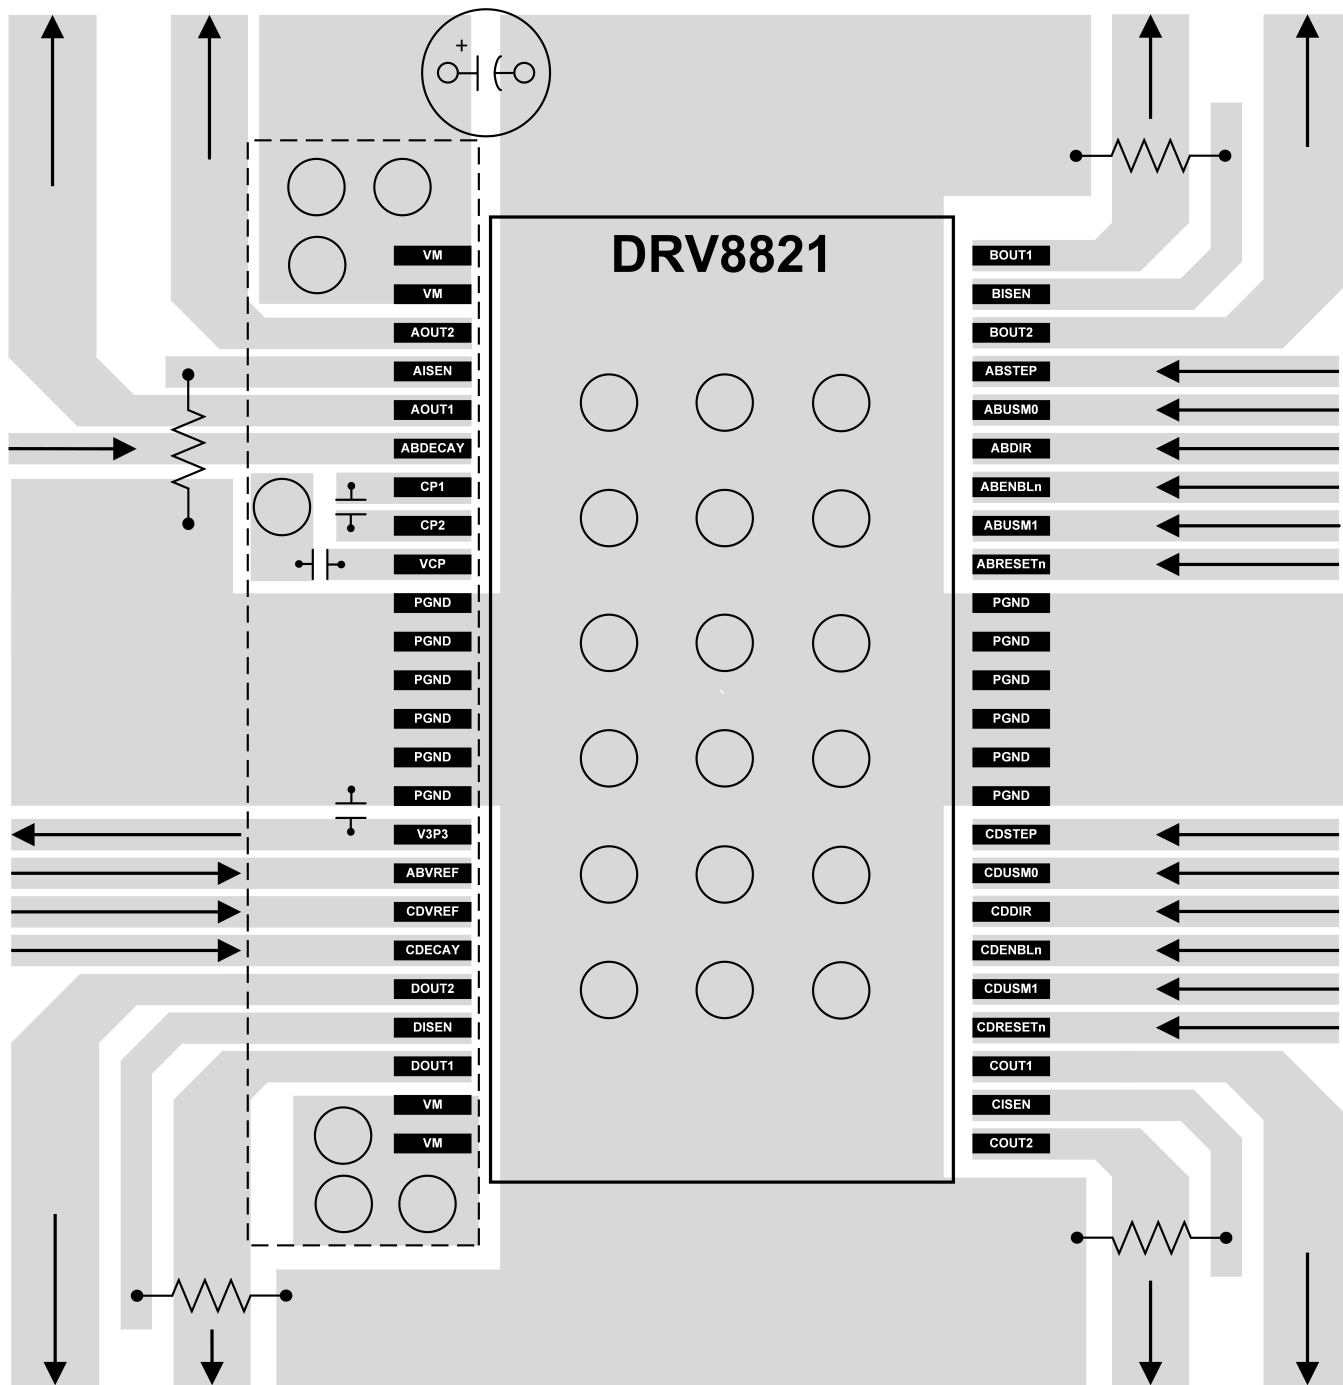 +
DRV8821
VM
VM
AOUT2
AISEN
AOUT1
ABDECAY
CP1
CP2
VCP
PGND
PGND
PGND
PGND
PGND
PGND
V3P3
ABVREF
CDVREF
CDECAY
DOUT2
DISEN
DOUT1
VM
VM
BOUT1
BISEN
BOUT2
ABSTEP
ABUSM0
ABDIR
ABENBLn
ABUSM1
ABRESETn
PGND
PGND
PGND
PGND
PGND
PGND
CDSTEP
CDUSM0
CDDIR
CDENBLn
CDUSM1
CDRESETn
COUT1
CISEN
COUT2